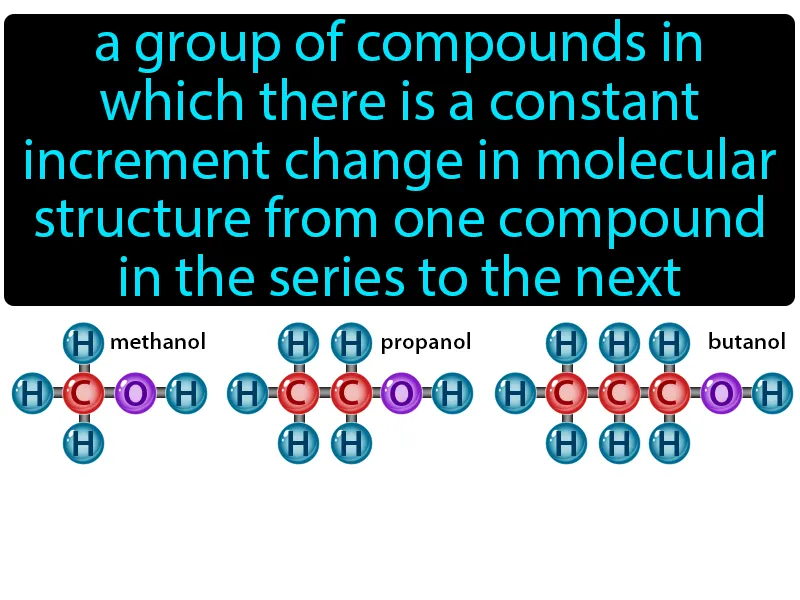 a group of compounds in
which there is a constant
increment change in molecular
structure from one compound
in the series to the next
H methanol H H propanol H H H butanol
H C O H H C C O H H C C C O H
H H H H H H